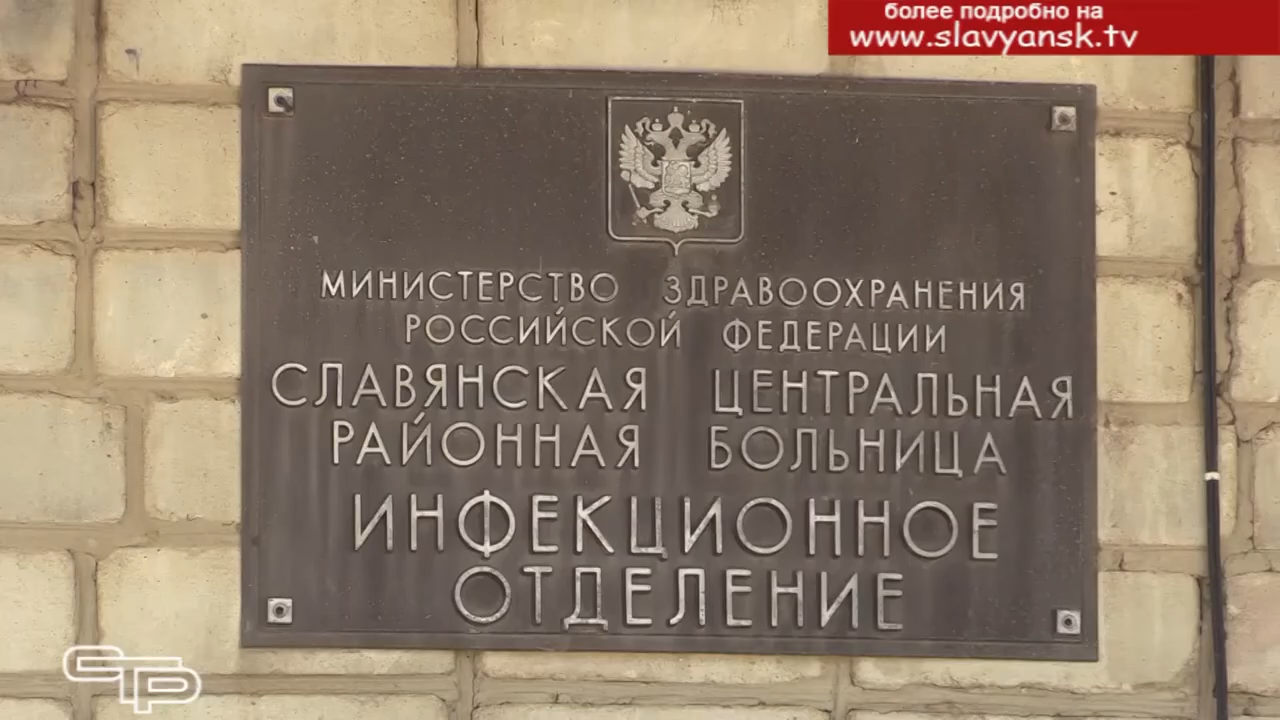 более подробно на
www.slavyansk.tv
МИНИСТЕРСТВО ЗДРАВООХРАНЕНИЯ
РОССИЙСКОЙ ФЕДЕРАЦИИ
СЛАВЯНСКАЯ ЦЕНТРАЛЬНАЯ
РАЙОННАЯ БОЛЬНИЦА
ИНФЕКЦИОННОЕ
ОТДЕЛЕНИЕ
СТР